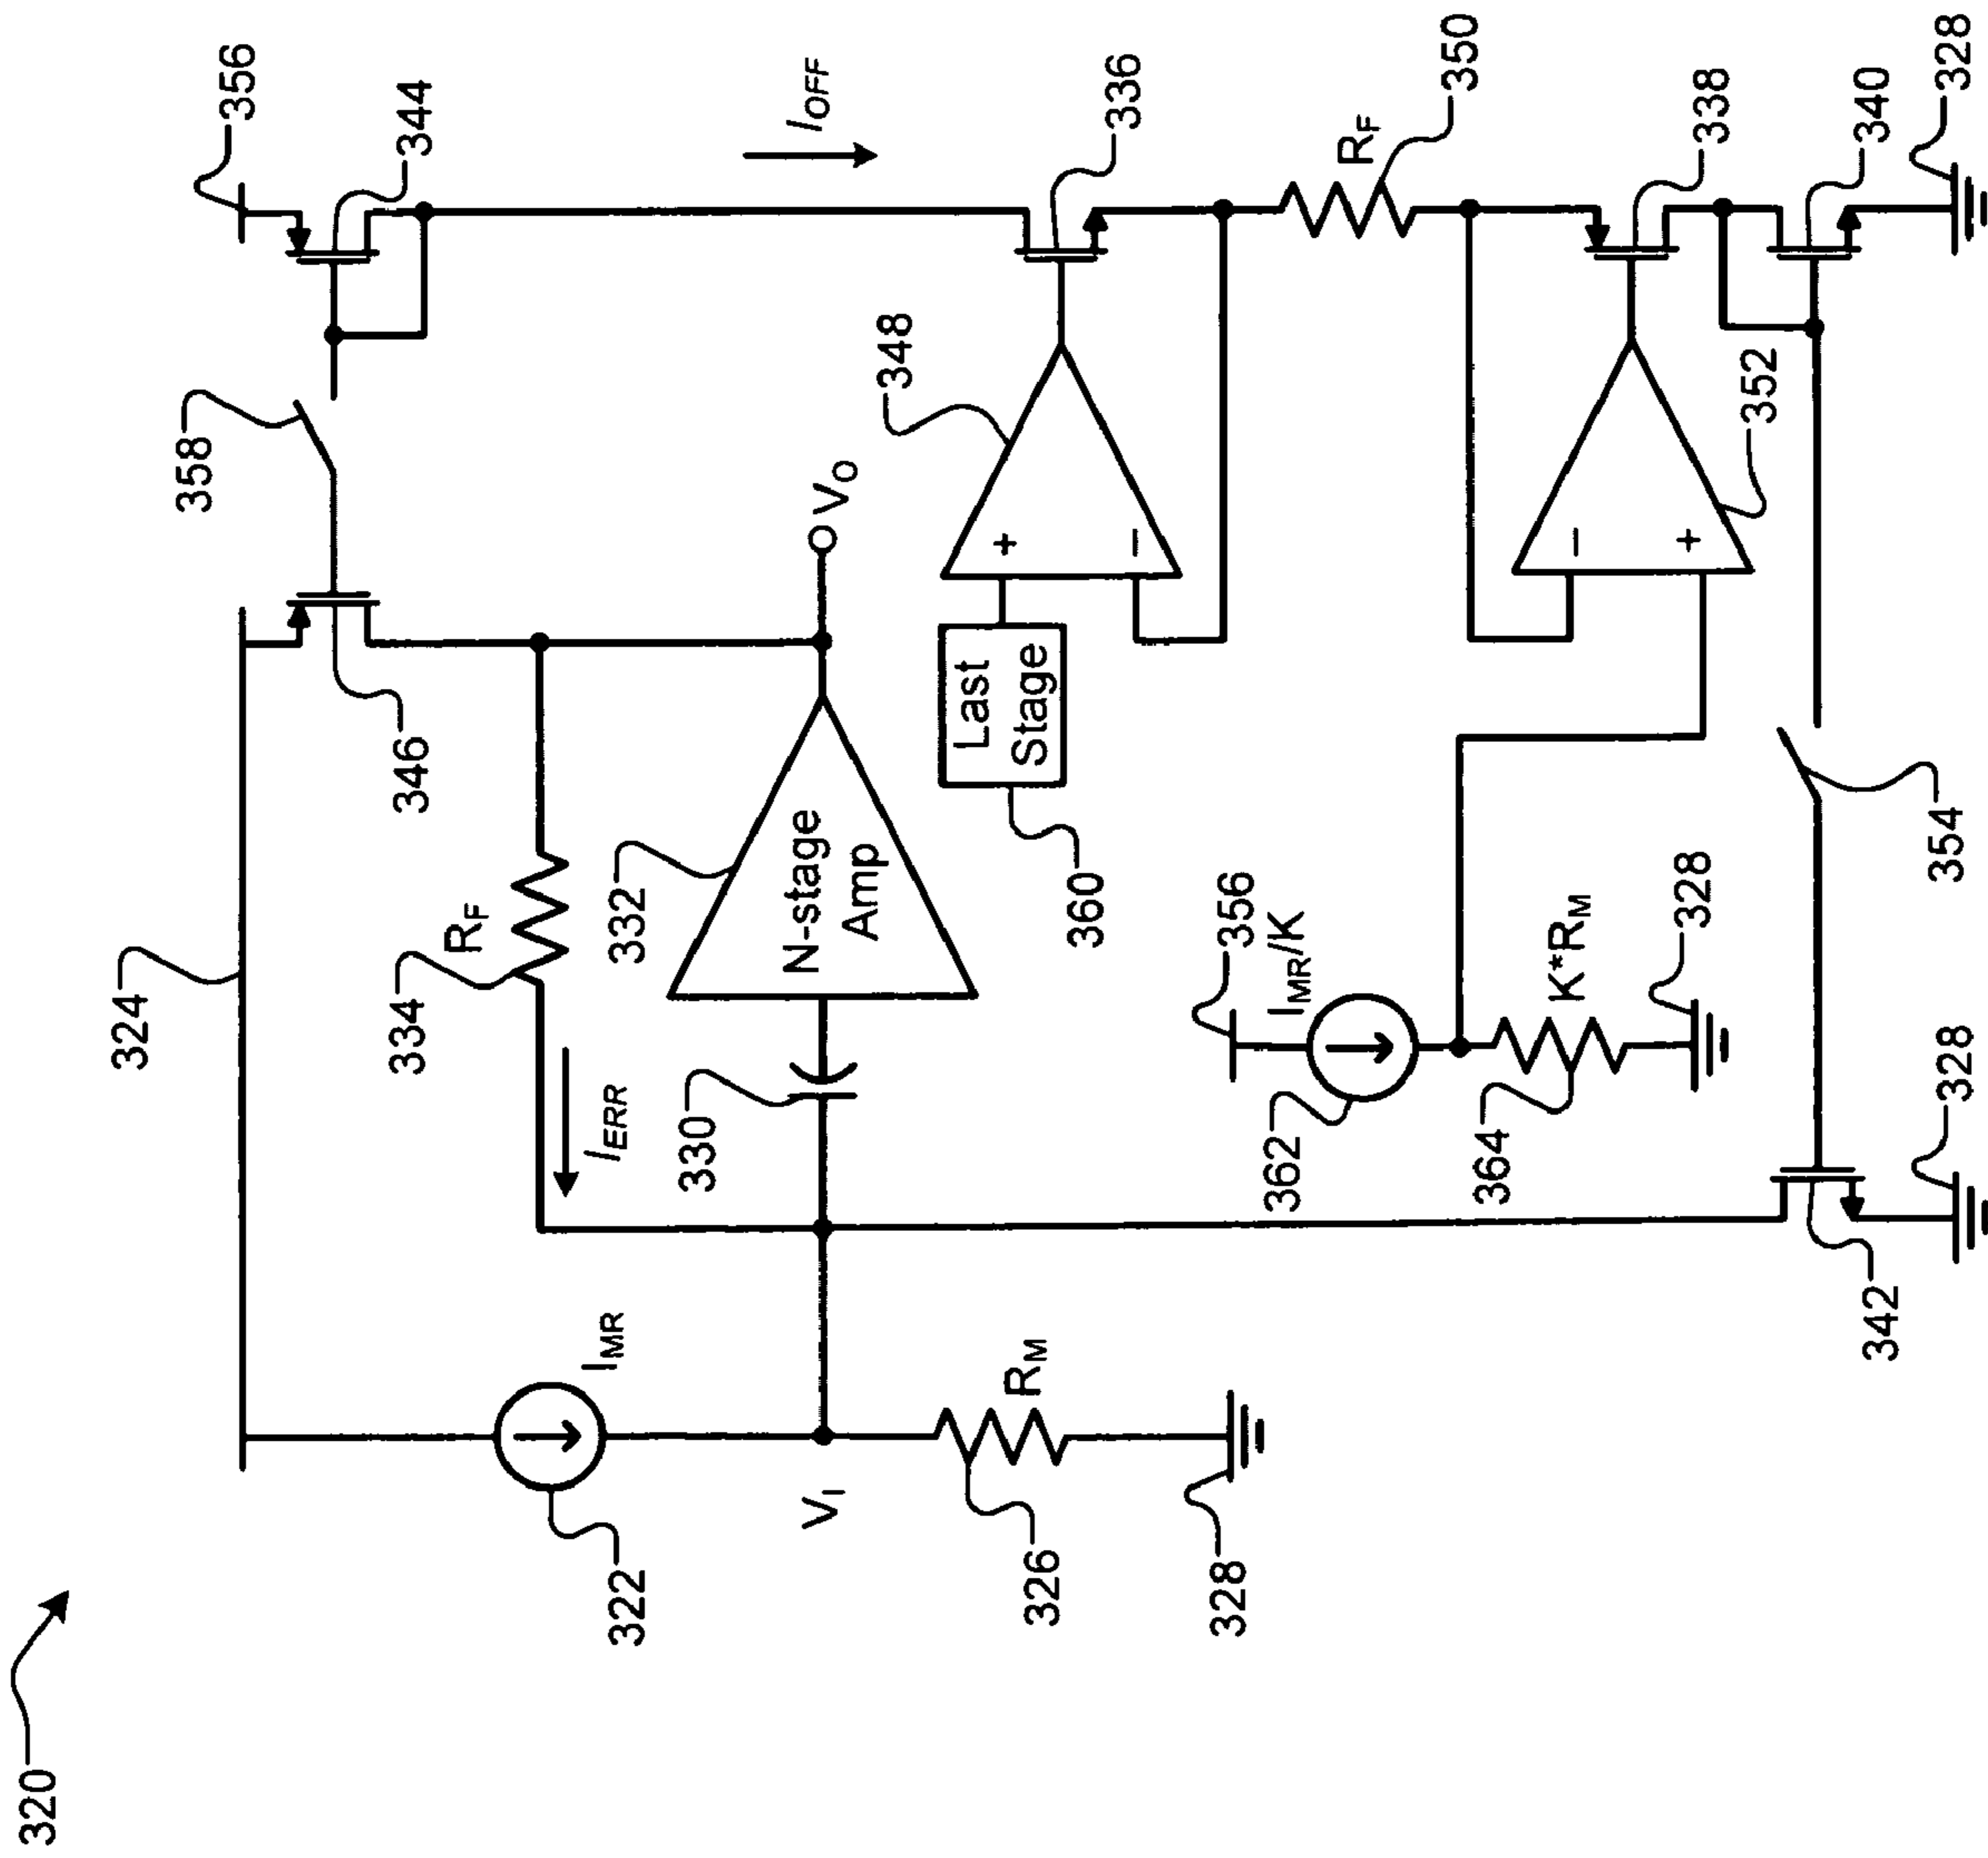 320
324
356
344
358
346
I_OFF
336
348
V_O
Last
Stage
360
R_F
350
338
340
328
352
354
R_F
334
332
N-stage
Amp
I_ERR
330
356
I_MR/K
362
K*R_M
364
328
328
342
I_MR
322
V_I
R_M
326
328
+
−
−
+